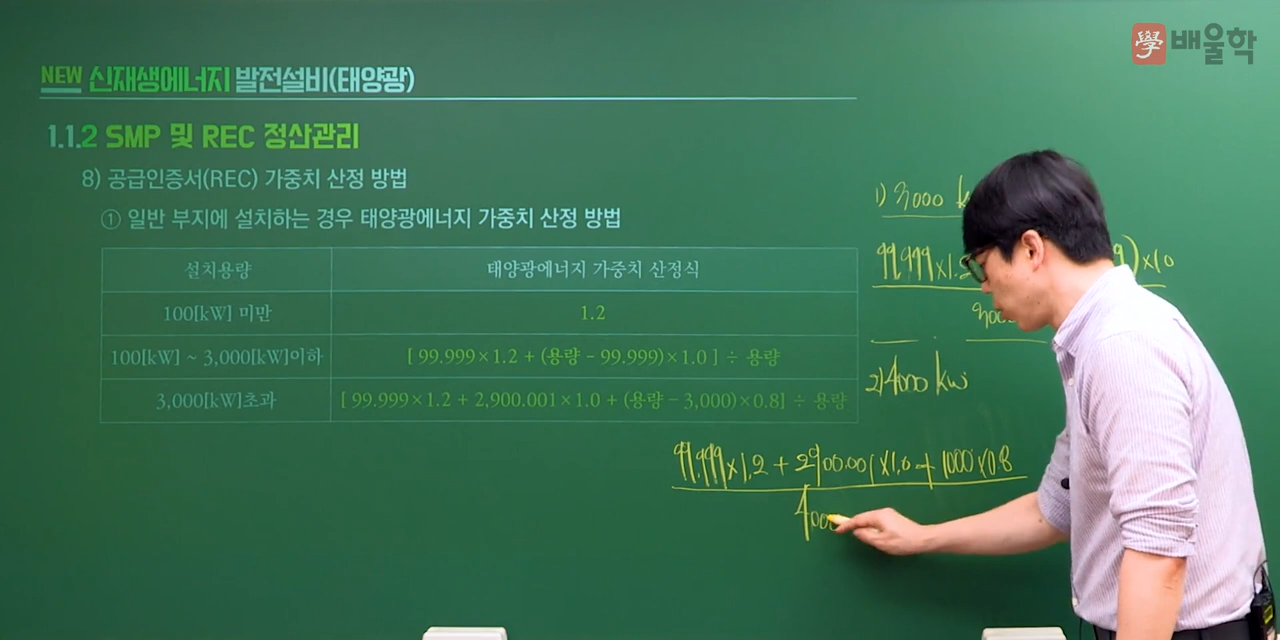 學 배울학
NEW 신재생에너지 발전설비(태양광)
1.1.2 SMP 및 REC 정산관리
8) 공급인증서(REC) 가중치 산정 방법
① 일반 부지에 설치하는 경우 태양광에너지 가중치 산정 방법
설치용량 태양광에너지 가중치 산정식
100[kW] 미만 1.2
100[kW] ~ 3,000[kW]이하 [ 99.999×1.2 + (용량 - 99.999)×1.0 ] ÷ 용량
3,000[kW]초과 [ 99.999×1.2 + 2,900.001×1.0 + (용량 - 3,000)×0.8] ÷ 용량
1) 3000 k
99.999×1.2 9)×1.0
3000
2) 4000 kw
99.999×1.2 + 2900.001×1.0 + 1000×0.8
4000